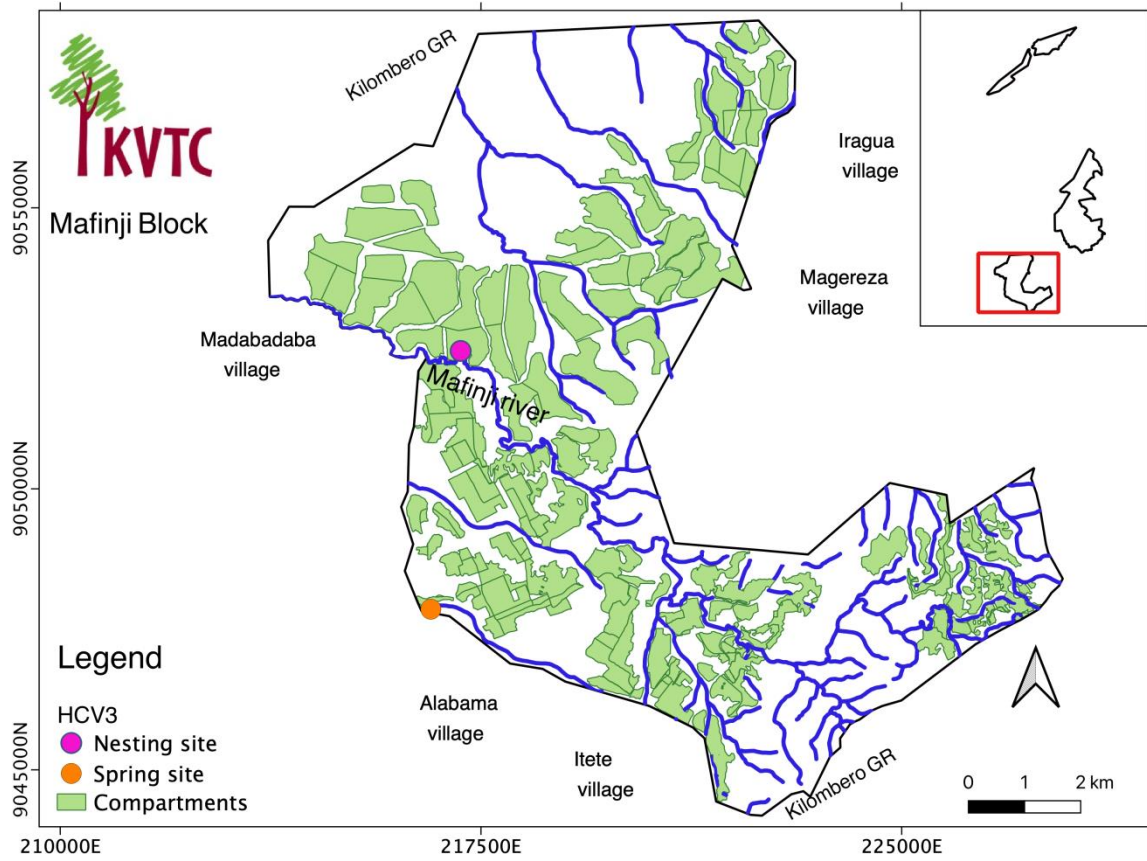 KVTC
Mafinji Block
Kilombero GR
Iragua
village
Magereza
village
Madabadaba
village
Mafinji river
Alabama
village
Itete
village
Kilombero GR
Legend
HCV3
Nesting site
Spring site
Compartments
0 1 2 km
9055000N
9050000N
9045000N
210000E
217500E
225000E